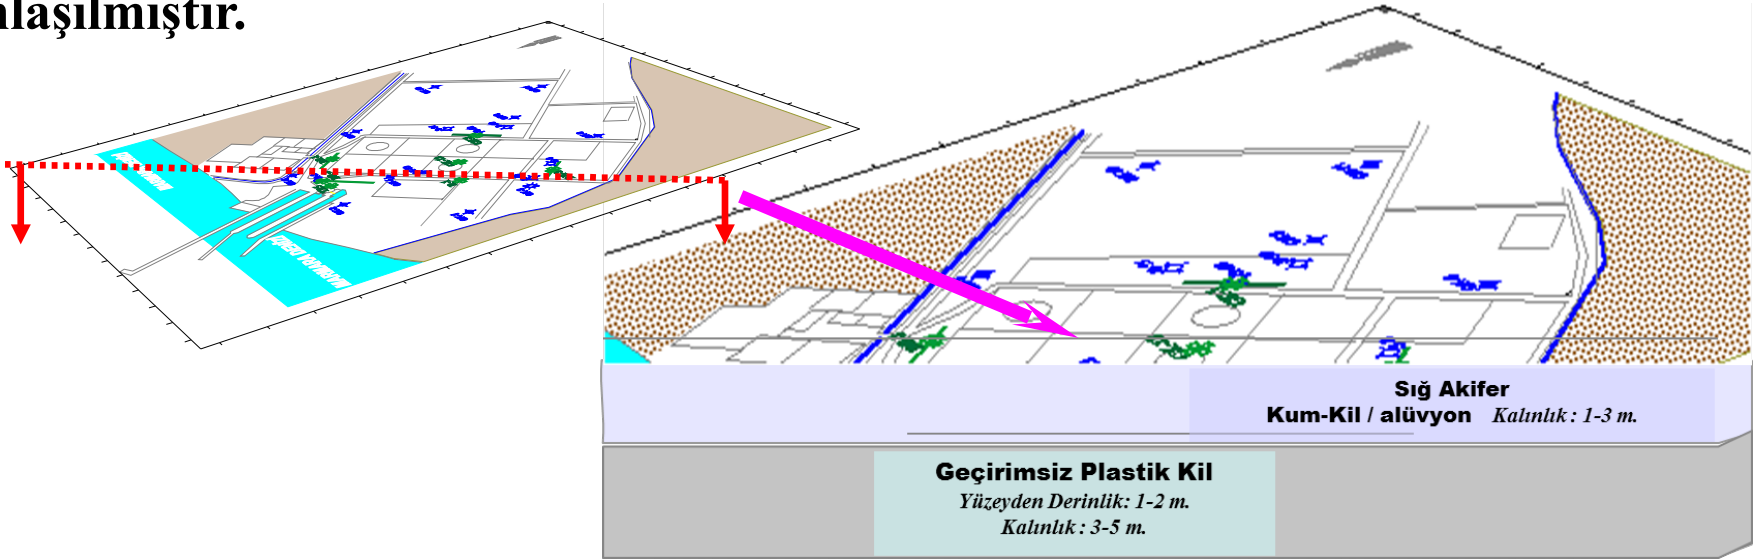 nlaşılmıştır.
Sığ Akifer
Kum-Kil / alüvyon Kalınlık : 1-3 m.
Geçirimsiz Plastik Kil
Yüzeyden Derinlik: 1-2 m.
Kalınlık : 3-5 m.